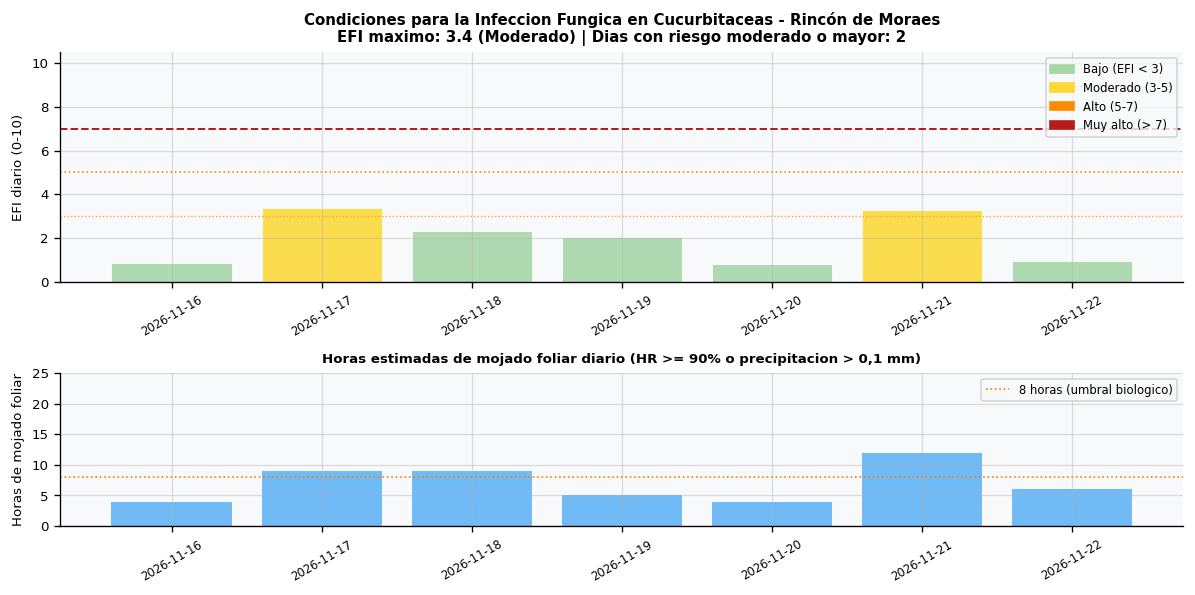 Condiciones para la Infeccion Fungica en Cucurbitaceas - Rincón de Moraes
EFI maximo: 3.4 (Moderado) | Dias con riesgo moderado o mayor: 2
EFI diario (0-10)
10
8
6
4
2
0
Bajo (EFI < 3)
Moderado (3-5)
Alto (5-7)
Muy alto (> 7)
2026-11-16
2026-11-17
2026-11-18
2026-11-19
2026-11-20
2026-11-21
2026-11-22
Horas estimadas de mojado foliar diario (HR >= 90% o precipitacion > 0,1 mm)
Horas de mojado foliar
25
20
15
10
5
0
8 horas (umbral biologico)
2026-11-16
2026-11-17
2026-11-18
2026-11-19
2026-11-20
2026-11-21
2026-11-22